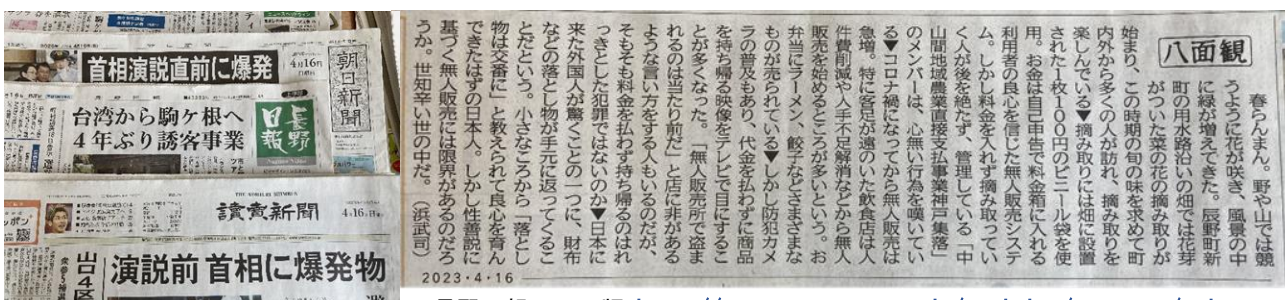 朝日新聞
4月16日
首相演説直前に爆発
長野日報
台湾から駒ケ根へ
4年ぶり誘客事業
THE YOMIURI SHIMBUN
讀賣新聞
4月16日
演説前 首相に爆発物
山口4区
八面観
春らんまん。野や山では競
うように花が咲き、風景の中
に緑が増えてきた。辰野町新
町の用水路沿いの畑では花芽
がついた菜の花の摘み取りが
始まり、この時期の旬の味を求めて町
内外から多くの人が訪れ、摘み取りを
楽しんでいる▼摘み取りには畑に設置
された1枚100円のビニール袋を使
用。お金は自己申告で料金箱に入れる
利用者の良心を信じた無人販売システ
ム。しかし料金を入れず摘み取ってい
く人が後を絶たず、管理している「中
山間地域農業直接支払事業神戸集落」
のメンバーは、心無い行為を嘆いてい
る▼コロナ禍になってから無人販売は
急増。特に客足が遠のいた飲食店は人
件費削減や人手不足解消などから無人
販売を始めるところが多いという。お
弁当にラーメン、餃子などさまざまな
ものが売られている▼しかし防犯カメ
ラの普及もあり、代金を払わずに商品
を持ち帰る映像をテレビで目にするこ
とが多くなった。「無人販売所で盗ま
れるのは当たり前だ」と店に非がある
ような言い方をする人もいるのだが、
そもそも料金を払わず持ち帰るのはれ
っきとした犯罪ではないのか▼日本に
来た外国人が驚くことの一つに、財布
などの落とし物が手元に返ってくるこ
とだという。小さなころから「落とし
物は交番に」と教えられて良心を育ん
できたはずの日本人。しかし性善説に
基づく無人販売には限界があるのだろ
うか。世知辛い世の中だ。(浜武司)
2023・4・16